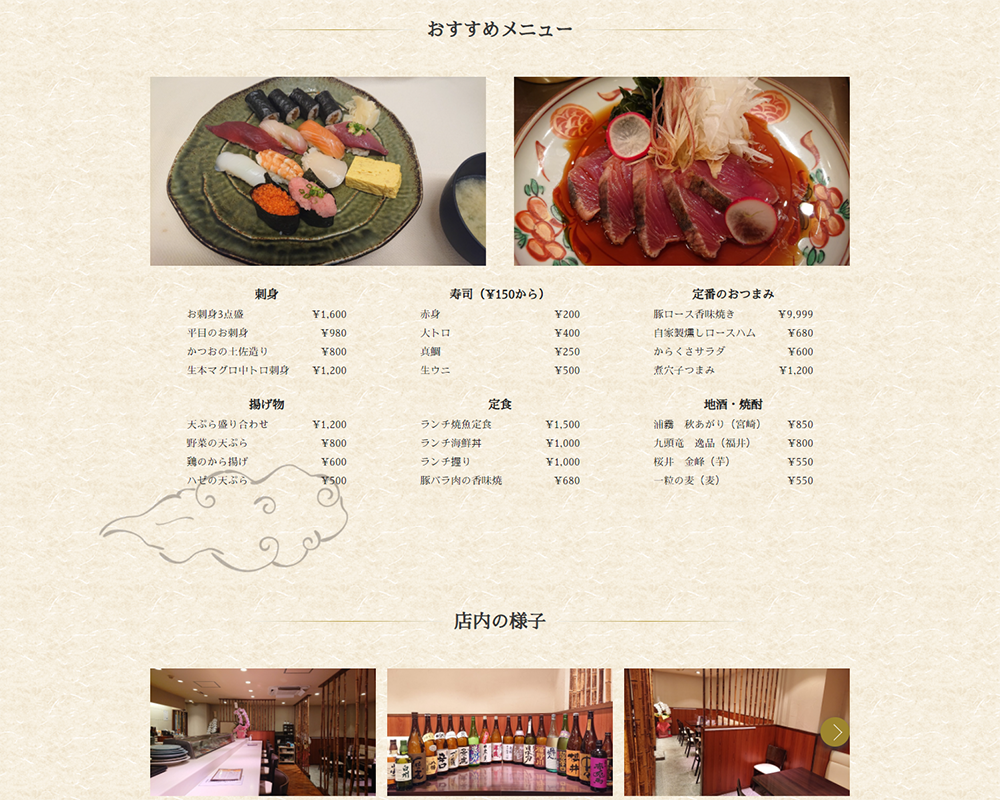 おすすめメニュー
刺身
お刺身3点盛 ¥1,600
平目のお刺身 ¥980
かつおの土佐造り ¥800
生本マグロ中トロ刺身 ¥1,200
寿司（¥150から）
赤身 ¥200
大トロ ¥400
真鯛 ¥250
生ウニ ¥500
定番のおつまみ
豚ロース香味焼き ¥9,999
自家製燻しロースハム ¥680
からくさサラダ ¥600
煮穴子つまみ ¥1,200
揚げ物
天ぷら盛り合わせ ¥1,200
野菜の天ぷら ¥800
鶏のから揚げ ¥600
ハゼの天ぷら ¥500
定食
ランチ焼魚定食 ¥1,500
ランチ海鮮丼 ¥1,000
ランチ握り ¥1,000
豚バラ肉の香味焼 ¥680
地酒・焼酎
浦霞　秋あがり（宮崎） ¥850
九頭竜　逸品（福井） ¥800
桜井　金峰（芋） ¥550
一粒の麦（麦） ¥550
店内の様子